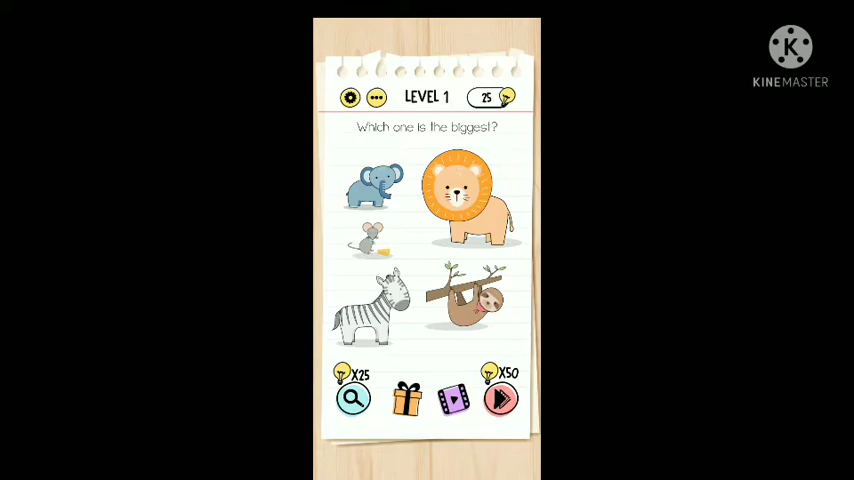 K
KINEMASTER
LEVEL 1
25
Which one is the biggest?
X25
X50